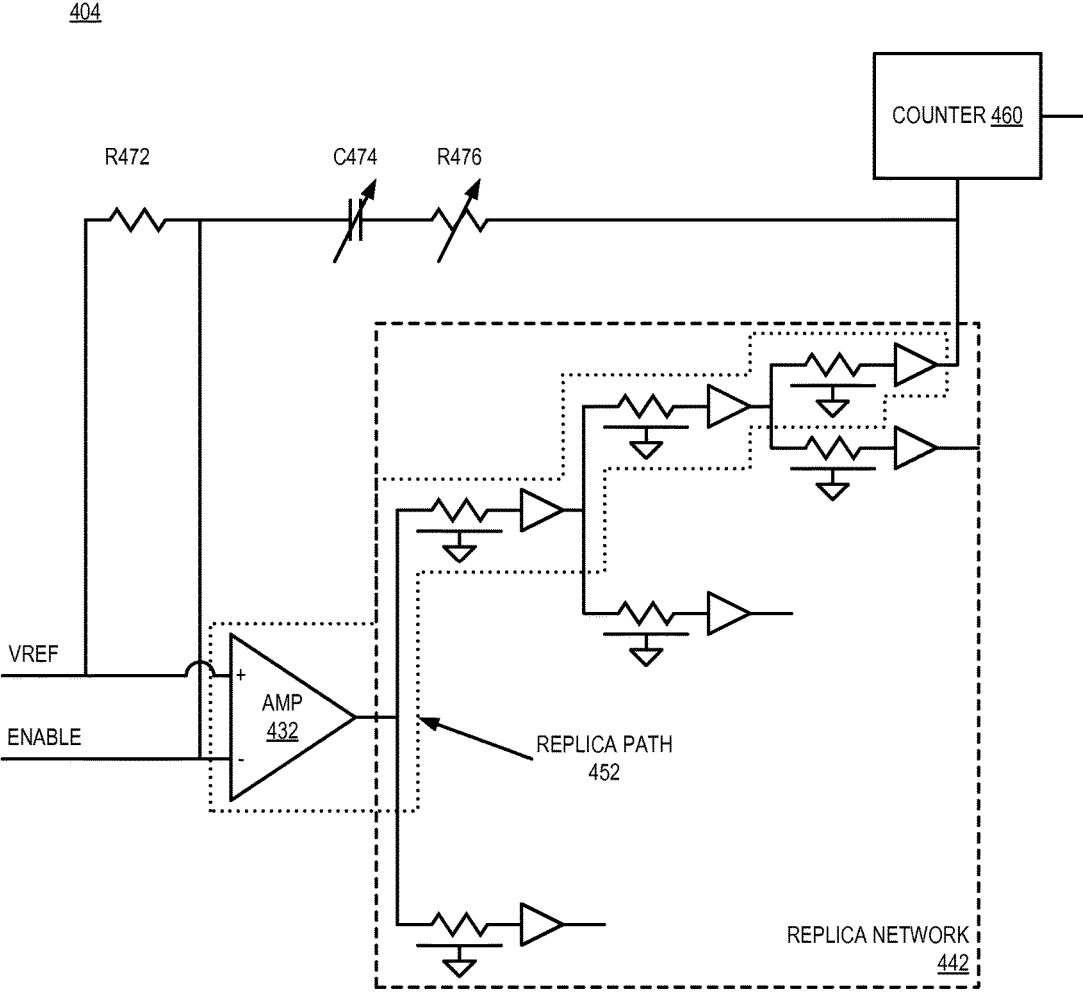 404
COUNTER 460
R472
C474
R476
VREF
+
AMP
432
ENABLE
-
REPLICA PATH
452
REPLICA NETWORK
442